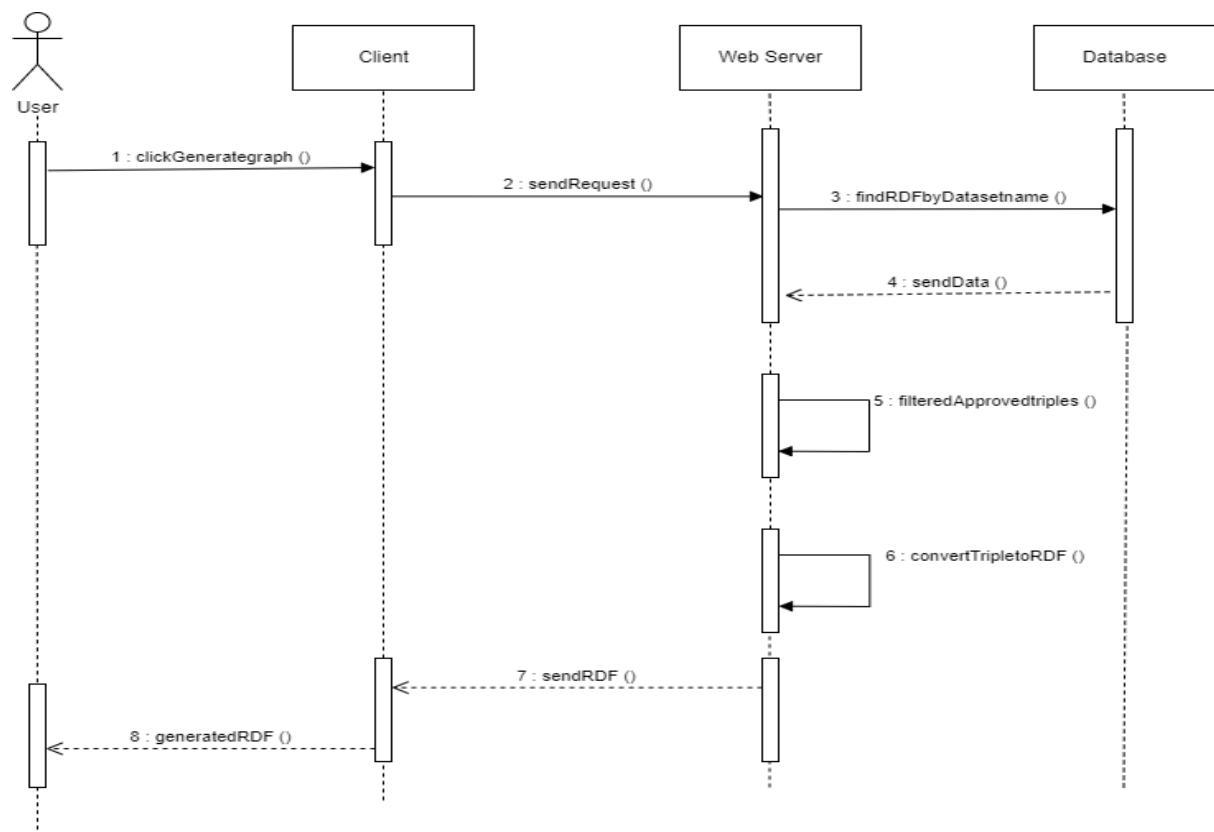 Client
Web Server
Database
User
1 : clickGenerategraph ()
2 : sendRequest ()
3 : findRDFbyDatasetname ()
4 : sendData ()
5 : filteredApprovedtriples ()
6 : convertTripletoRDF ()
7 : sendRDF ()
8 : generatedRDF ()